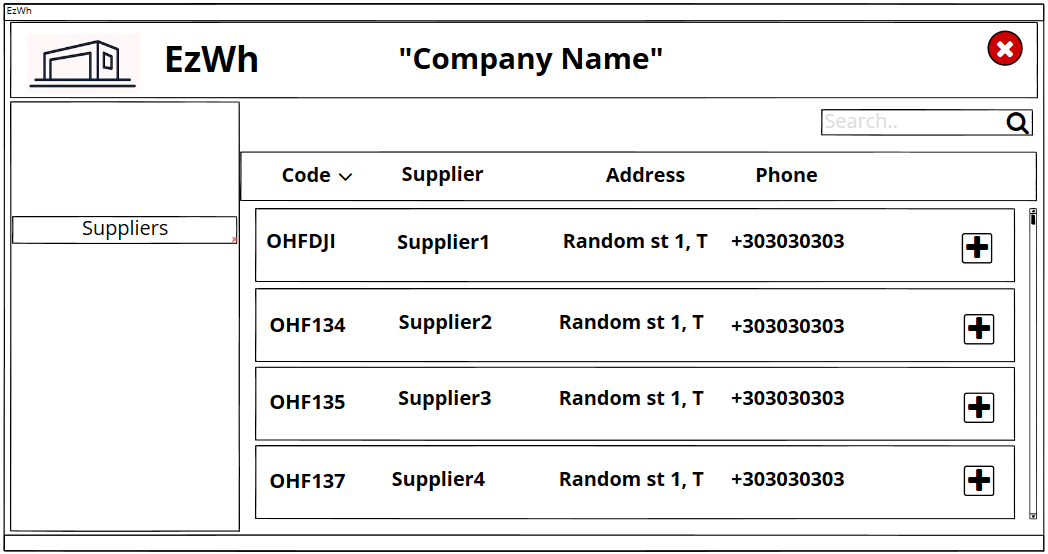 EzWh
EzWh "Company Name"
Search..
Code Supplier Address Phone
Suppliers
OHFDJI Supplier1 Random st 1, T +303030303
OHF134 Supplier2 Random st 1, T +303030303
OHF135 Supplier3 Random st 1, T +303030303
OHF137 Supplier4 Random st 1, T +303030303